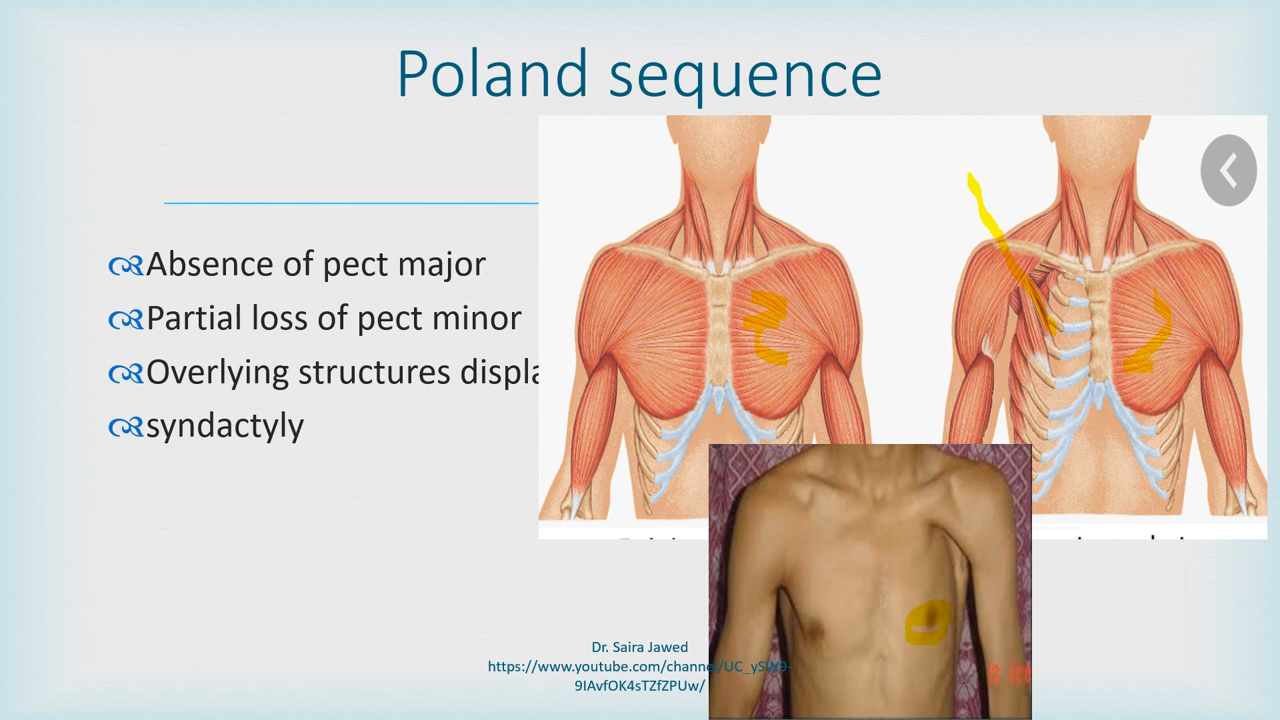 Poland sequence
Absence of pect major
Partial loss of pect minor
Overlying structures displa
syndactyly
Dr. Saira Jawed
https://www.youtube.com/channel/UC_ySW9-
9IAvfOK4sTZfZPUw/